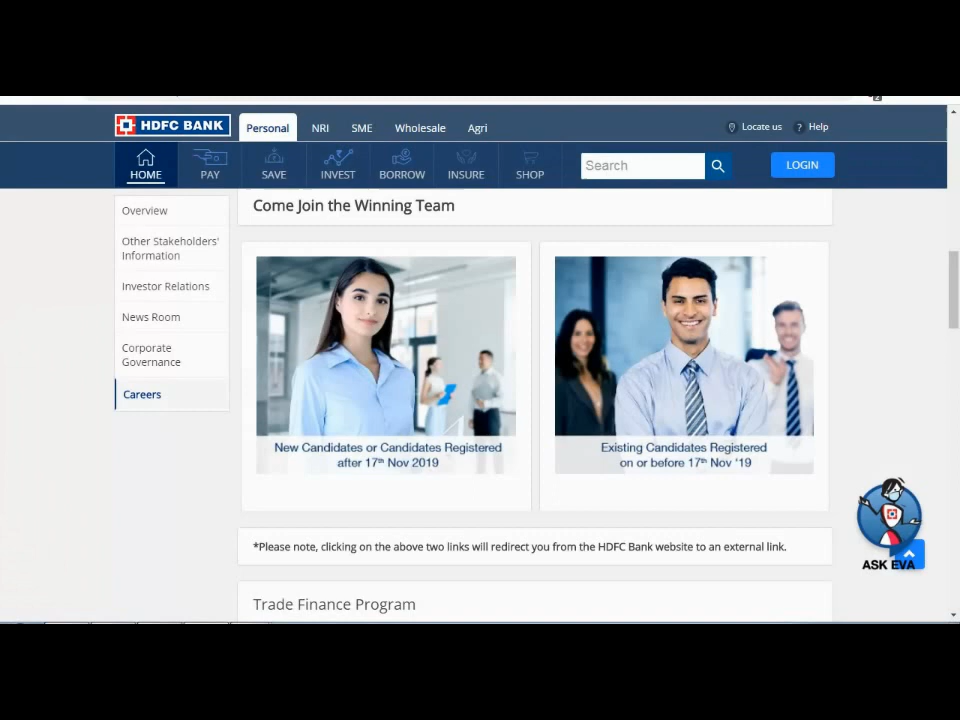 HDFC BANK
Personal
NRI
SME
Wholesale
Agri
Locate us
? Help
HOME
PAY
SAVE
INVEST
BORROW
INSURE
SHOP
Search
LOGIN
Overview
Other Stakeholders'
Information
Investor Relations
News Room
Corporate
Governance
Careers
Come Join the Winning Team
New Candidates or Candidates Registered
after 17th Nov 2019
Existing Candidates Registered
on or before 17th Nov '19
*Please note, clicking on the above two links will redirect you from the HDFC Bank website to an external link.
ASK EVA
Trade Finance Program